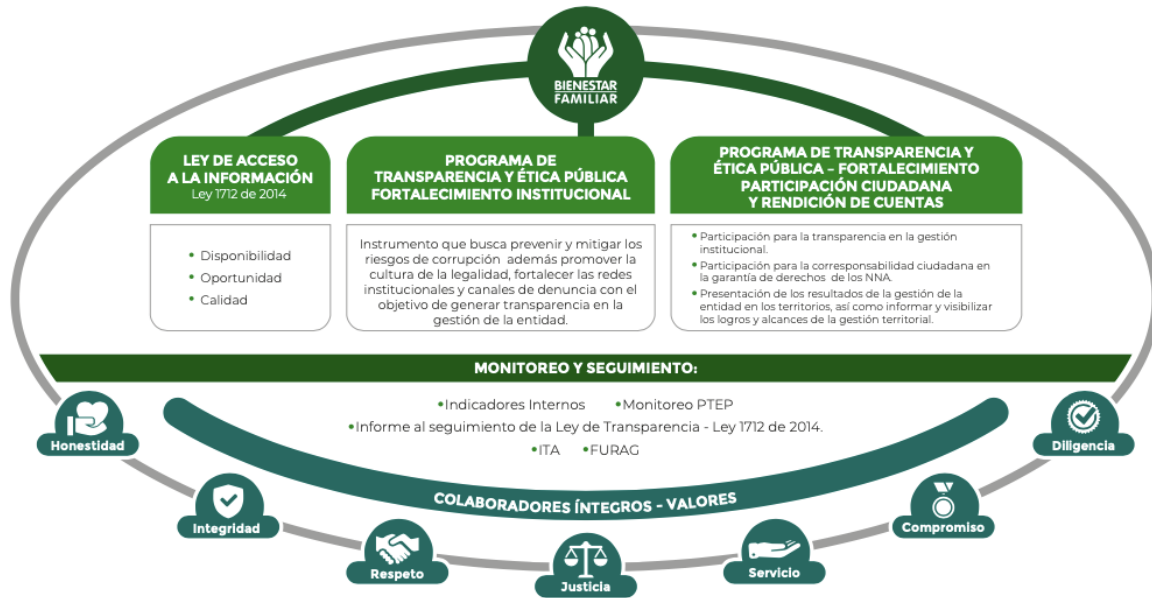 BIENESTAR
FAMILIAR
LEY DE ACCESO
A LA INFORMACIÓN
Ley 1712 de 2014
• Disponibilidad
• Oportunidad
• Calidad
PROGRAMA DE
TRANSPARENCIA Y ÉTICA PÚBLICA
FORTALECIMIENTO INSTITUCIONAL
Instrumento que busca prevenir y mitigar los
riesgos de corrupción además promover la
cultura de la legalidad, fortalecer las redes
institucionales y canales de denuncia con el
objetivo de generar transparencia en la
gestión de la entidad.
PROGRAMA DE TRANSPARENCIA Y
ÉTICA PÚBLICA – FORTALECIMIENTO
PARTICIPACIÓN CIUDADANA
Y RENDICIÓN DE CUENTAS
• Participación para la transparencia en la gestión
institucional.
• Participación para la corresponsabilidad ciudadana en
la garantía de derechos de los NNA.
• Presentación de los resultados de la gestión de la
entidad en los territorios, así como informar y visibilizar
los logros y alcances de la gestión territorial.
MONITOREO Y SEGUIMIENTO:
•Indicadores Internos •Monitoreo PTEP
•Informe al seguimiento de la Ley de Transparencia - Ley 1712 de 2014.
•ITA •FURAG
COLABORADORES ÍNTEGROS - VALORES
Honestidad
Integridad
Respeto
Justicia
Servicio
Compromiso
Diligencia